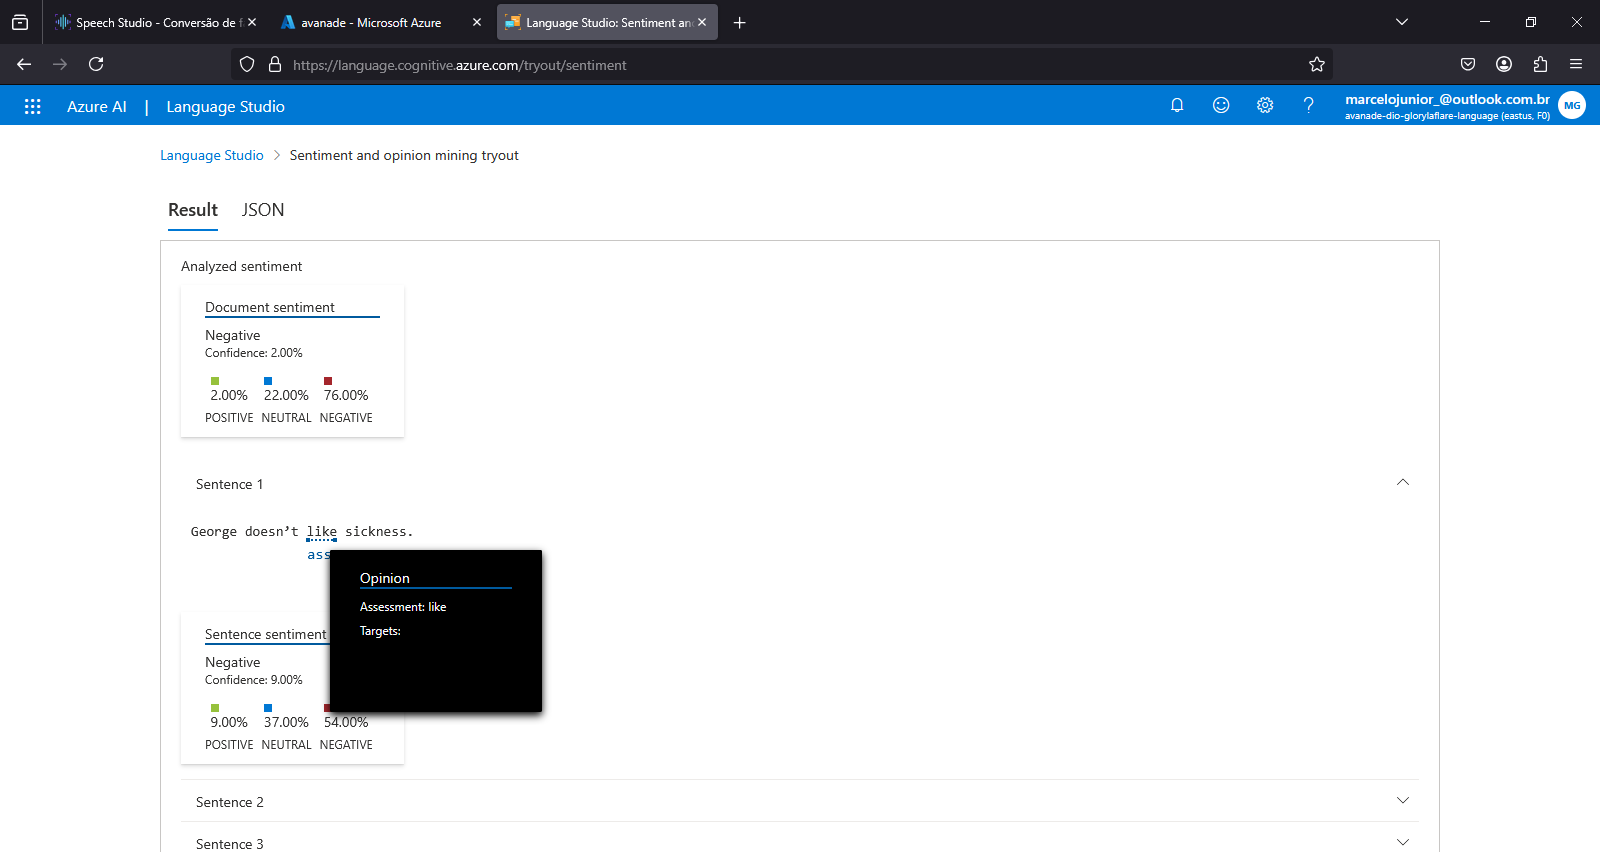 Speech Studio - Conversão de f
avanade - Microsoft Azure
Language Studio: Sentiment an
https://language.cognitive.azure.com/tryout/sentiment
Azure AI | Language Studio
marcelojunior_@outlook.com.br
avanade-dio-glorylaflare-language (eastus, F0)
MG
Language Studio > Sentiment and opinion mining tryout
Result JSON
Analyzed sentiment
Document sentiment
Negative
Confidence: 2.00%
2.00% 22.00% 76.00%
POSITIVE NEUTRAL NEGATIVE
Sentence 1
George doesn’t like sickness.
ass
Opinion
Assessment: like
Targets:
Sentence sentiment
Negative
Confidence: 9.00%
9.00% 37.00% 54.00%
POSITIVE NEUTRAL NEGATIVE
Sentence 2
Sentence 3